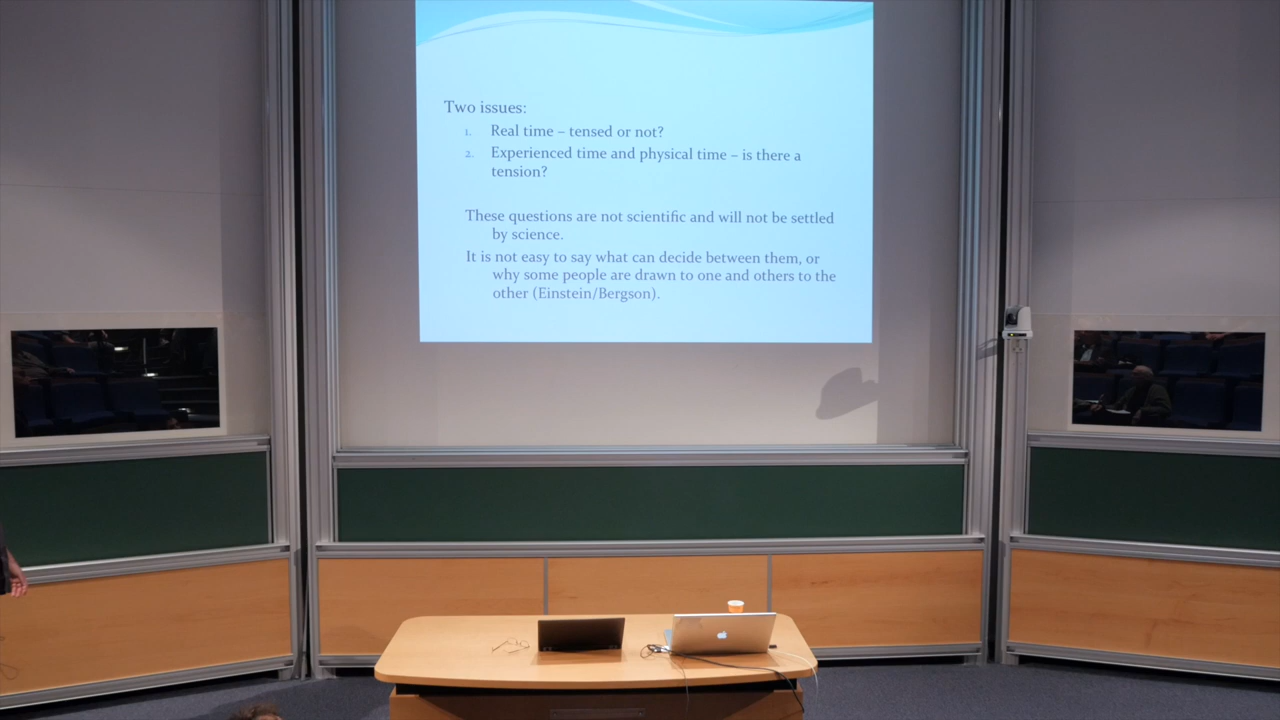 Two issues:
1. Real time – tensed or not?
2. Experienced time and physical time – is there a
tension?
These questions are not scientific and will not be settled
by science.
It is not easy to say what can decide between them, or
why some people are drawn to one and others to the
other (Einstein/Bergson).